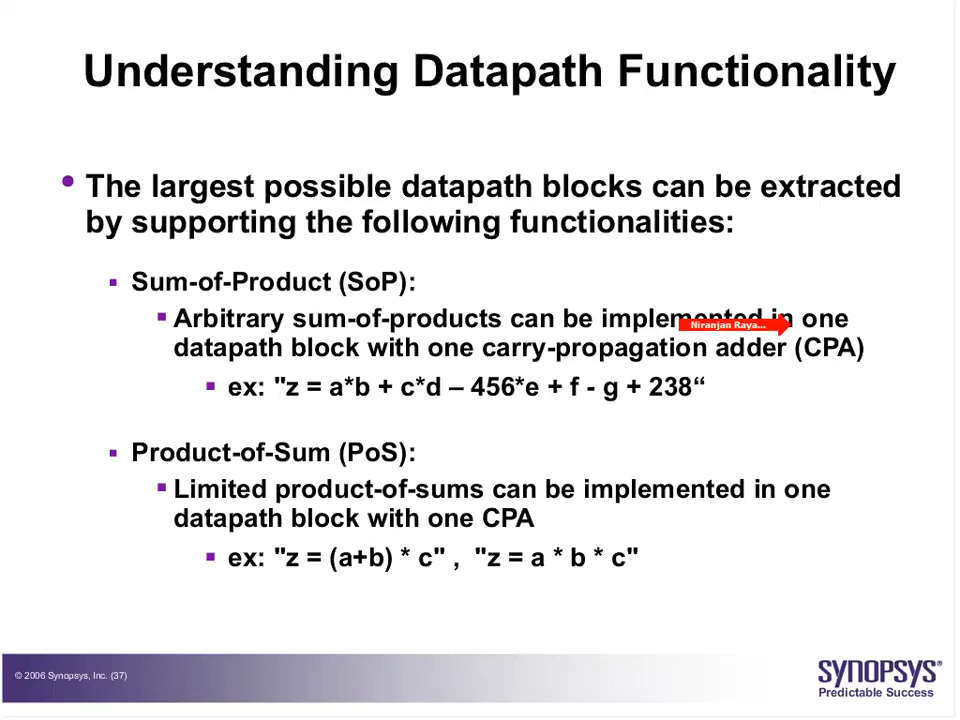 Understanding Datapath Functionality
• The largest possible datapath blocks can be extracted
by supporting the following functionalities:
▪ Sum-of-Product (SoP):
▪ Arbitrary sum-of-products can be implemented in one
datapath block with one carry-propagation adder (CPA)
Niranjan Raya...
▪ ex: "z = a*b + c*d – 456*e + f - g + 238“
▪ Product-of-Sum (PoS):
▪ Limited product-of-sums can be implemented in one
datapath block with one CPA
▪ ex: "z = (a+b) * c" , "z = a * b * c"
© 2006 Synopsys, Inc. (37)
SYNOPSYS®
Predictable Success